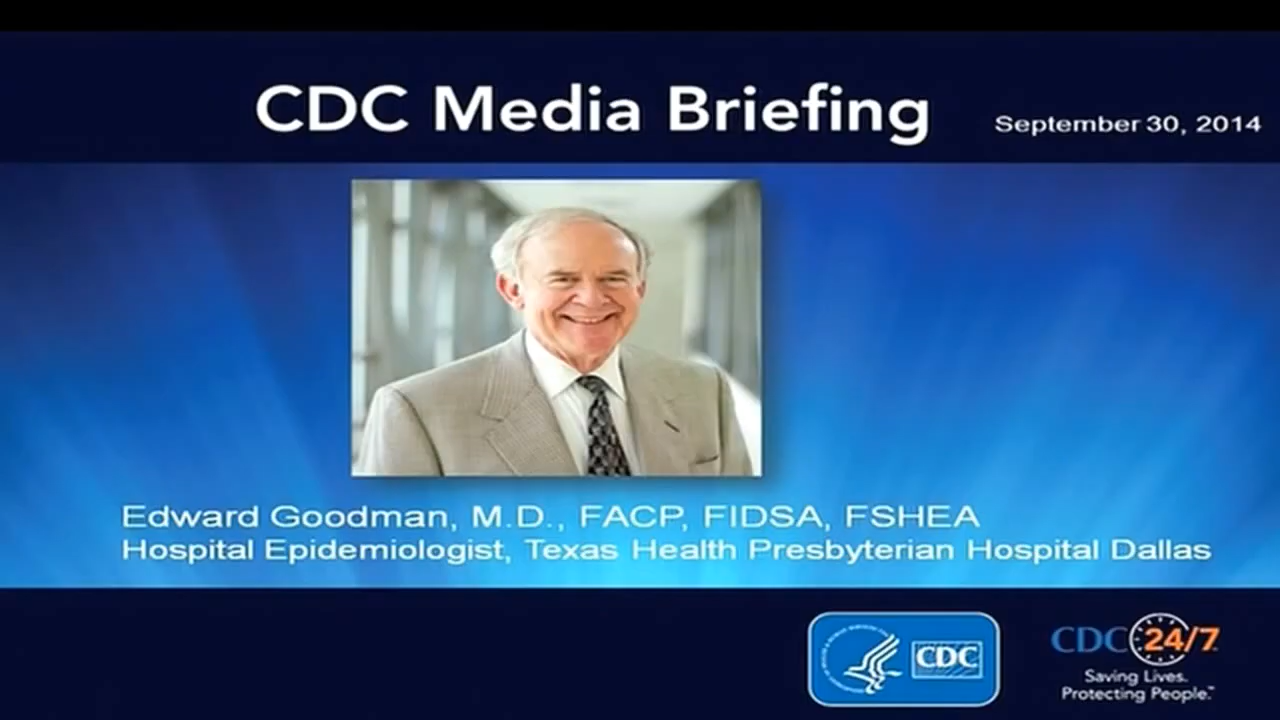 CDC Media Briefing
September 30, 2014
Edward Goodman, M.D., FACP, FIDSA, FSHEA
Hospital Epidemiologist, Texas Health Presbyterian Hospital Dallas
CDC
CDC 24/7
Saving Lives.
Protecting People.™